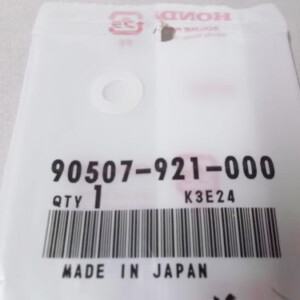 HONDA
90507-921-000
QTY 1 K3E24
MADE IN JAPAN